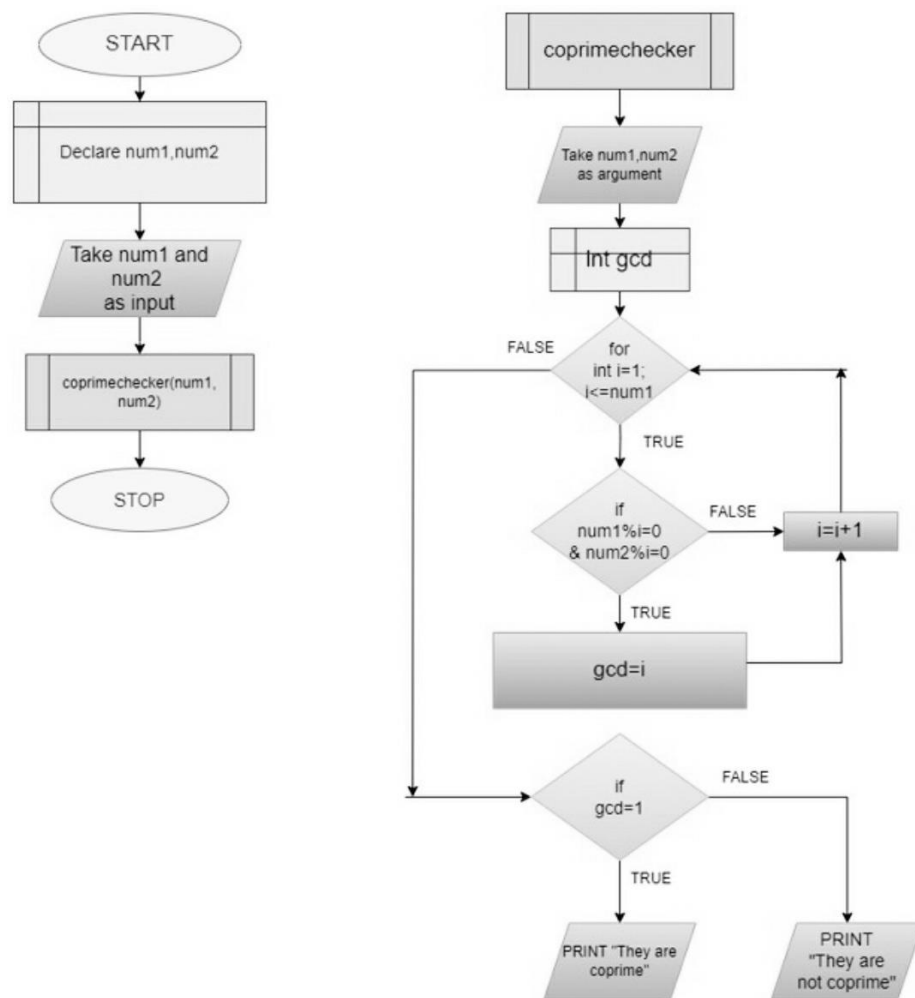 START
Declare num1,num2
Take num1 and
num2
as input
coprimechecker(num1,
num2)
STOP
coprimechecker
Take num1,num2
as argument
Int gcd
for
int i=1;
i<=num1
FALSE
TRUE
if
num1%i=0
& num2%i=0
FALSE
i=i+1
TRUE
gcd=i
if
gcd=1
FALSE
TRUE
PRINT "They are
coprime"
PRINT
"They are
not coprime"